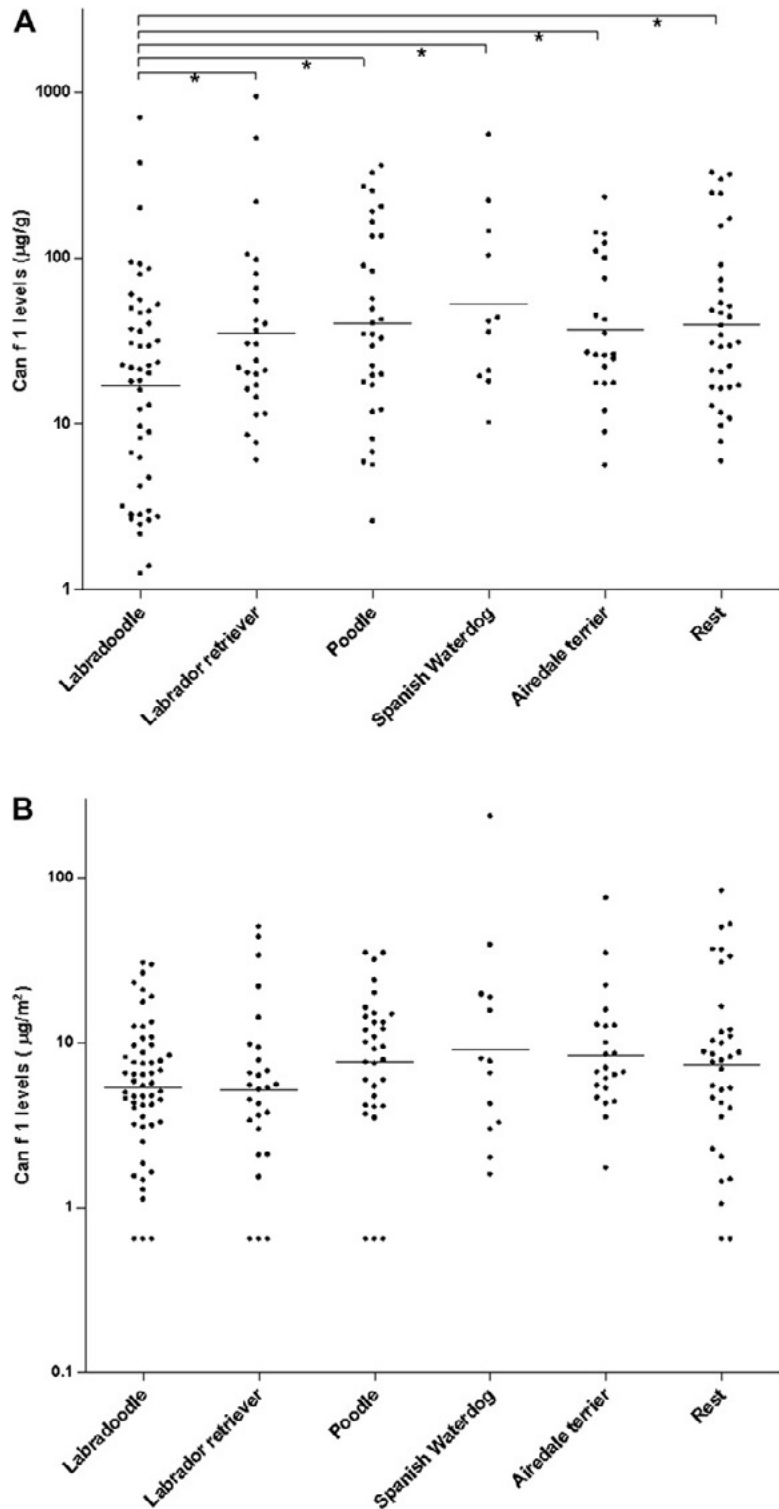 A
*
*
*
*
*
Can f 1 levels (µg/g)
1000
100
10
1
Labradoodle
Labrador retriever
Poodle
Spanish Waterdog
Airedale terrier
Rest
B
Can f 1 levels ( µg/m²)
100
10
1
0.1
Labradoodle
Labrador retriever
Poodle
Spanish Waterdog
Airedale terrier
Rest